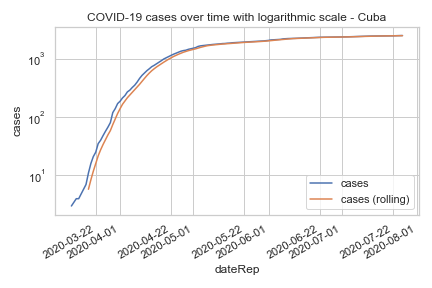 COVID-19 cases over time with logarithmic scale - Cuba
cases
10³
10²
10¹
cases
cases (rolling)
2020-03-22
2020-04-01
2020-04-22
2020-05-01
2020-05-22
2020-06-01
2020-06-22
2020-07-01
2020-07-22
2020-08-01
dateRep